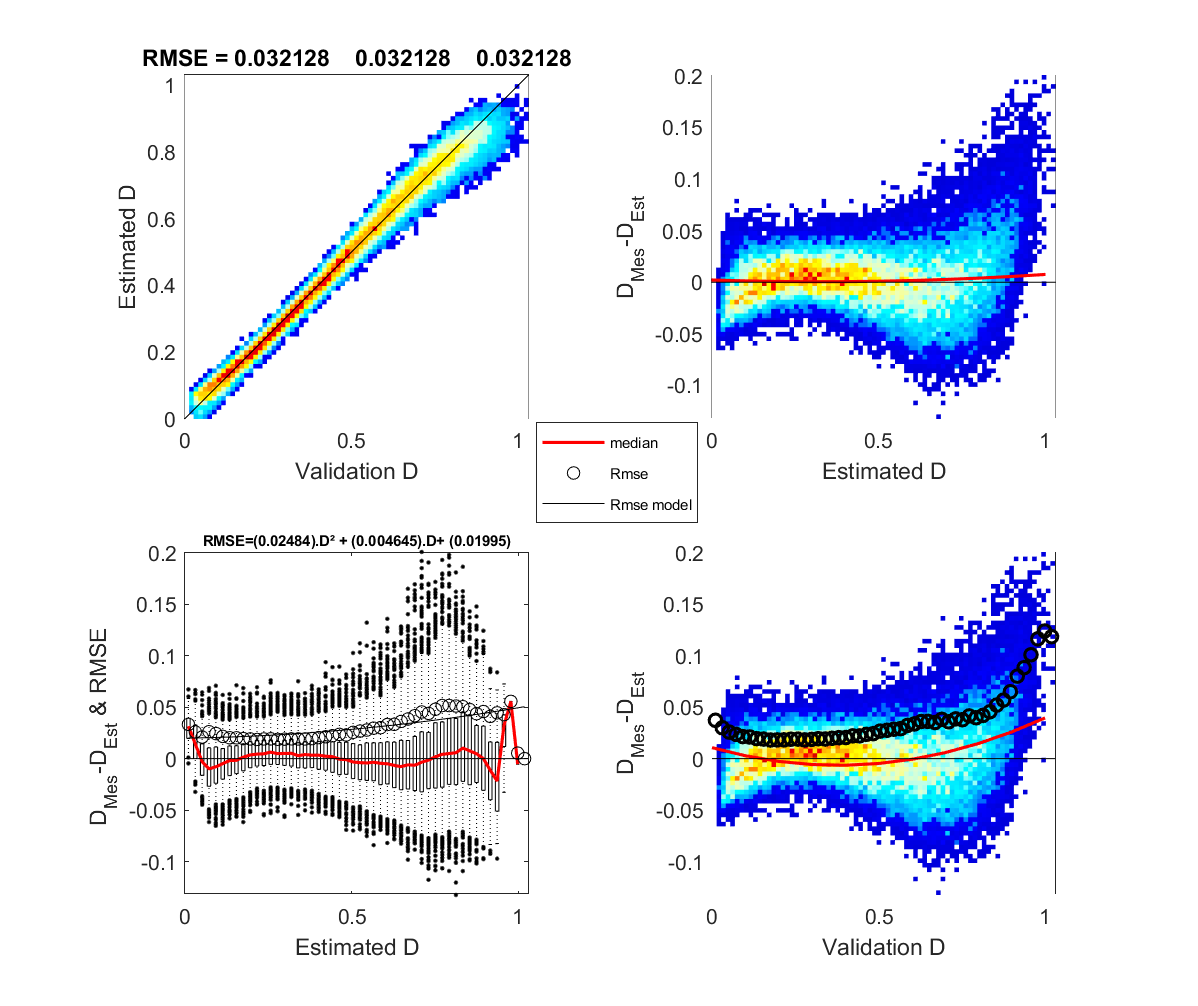 RMSE = 0.032128 0.032128 0.032128
1
0.8
0.6
0.4
0.2
0
0 0.5 1
Estimated D
Validation D
0.2
0.15
0.1
0.05
0
-0.05
-0.1
0 0.5 1
D_Mes-D_Est
Estimated D
median
Rmse
Rmse model
RMSE=(0.02484).D² + (0.004645).D+ (0.01995)
0.2
0.15
0.1
0.05
0
-0.05
-0.1
0 0.5 1
D_Mes-D_Est & RMSE
Estimated D
0.2
0.15
0.1
0.05
0
-0.05
-0.1
0 0.5 1
D_Mes-D_Est
Validation D